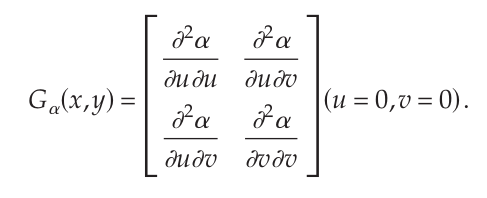 ∂²α ∂²α
∂u∂u ∂u∂v
G_α(x,y) = [ ] (u = 0, v = 0).
∂²α ∂²α
∂u∂v ∂v∂v